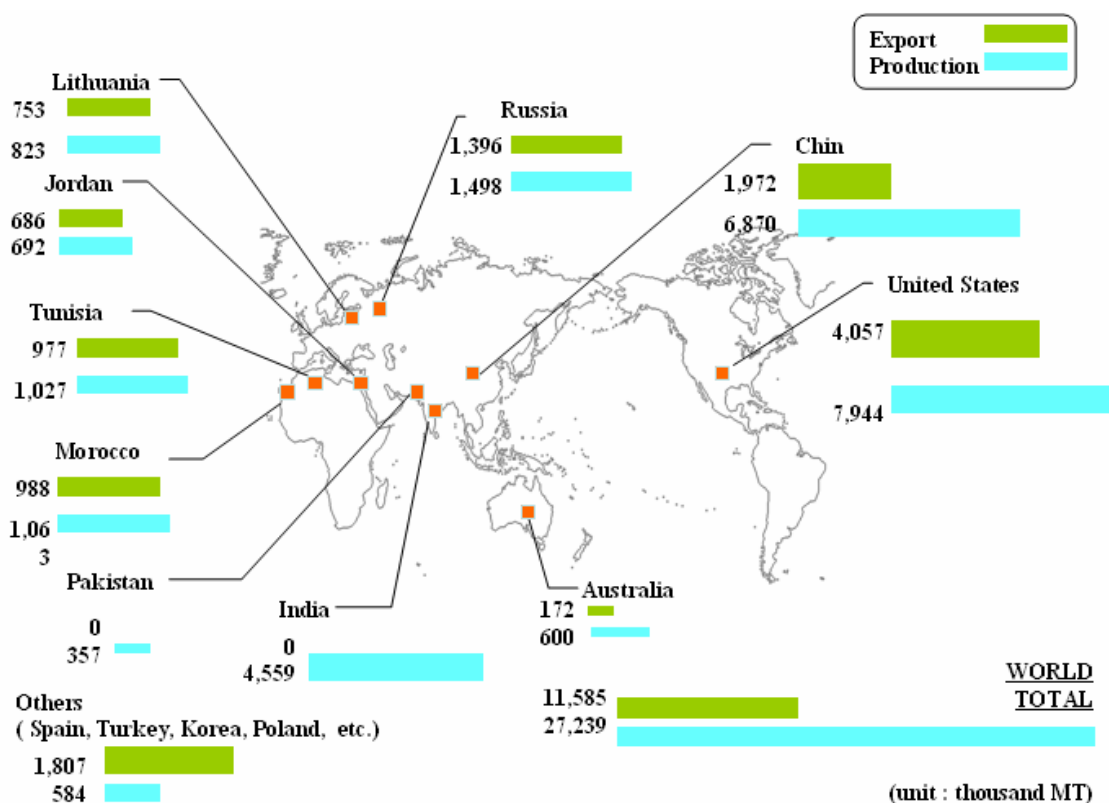 Export
Production
Lithuania
753
823
Russia
1,396
1,498
Chin
1,972
6,870
Jordan
686
692
United States
4,057
7,944
Tunisia
977
1,027
Morocco
988
1,06
3
Pakistan
0
357
India
0
4,559
Australia
172
600
Others
( Spain, Turkey, Korea, Poland, etc.)
1,807
584
WORLD
TOTAL
11,585
27,239
(unit : thousand MT)